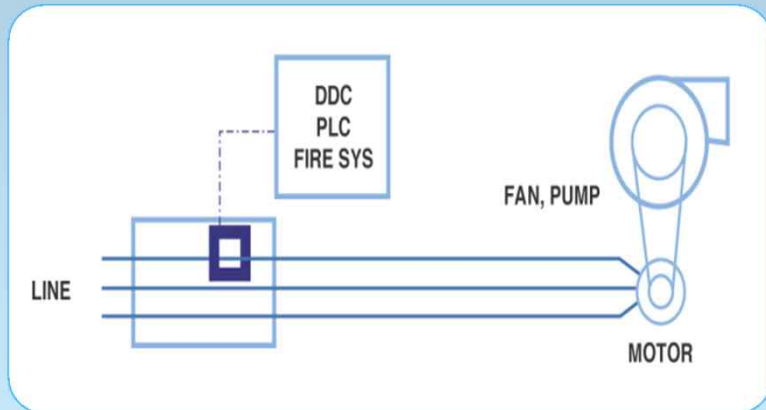 DDC
PLC
FIRE SYS
FAN, PUMP
LINE
MOTOR